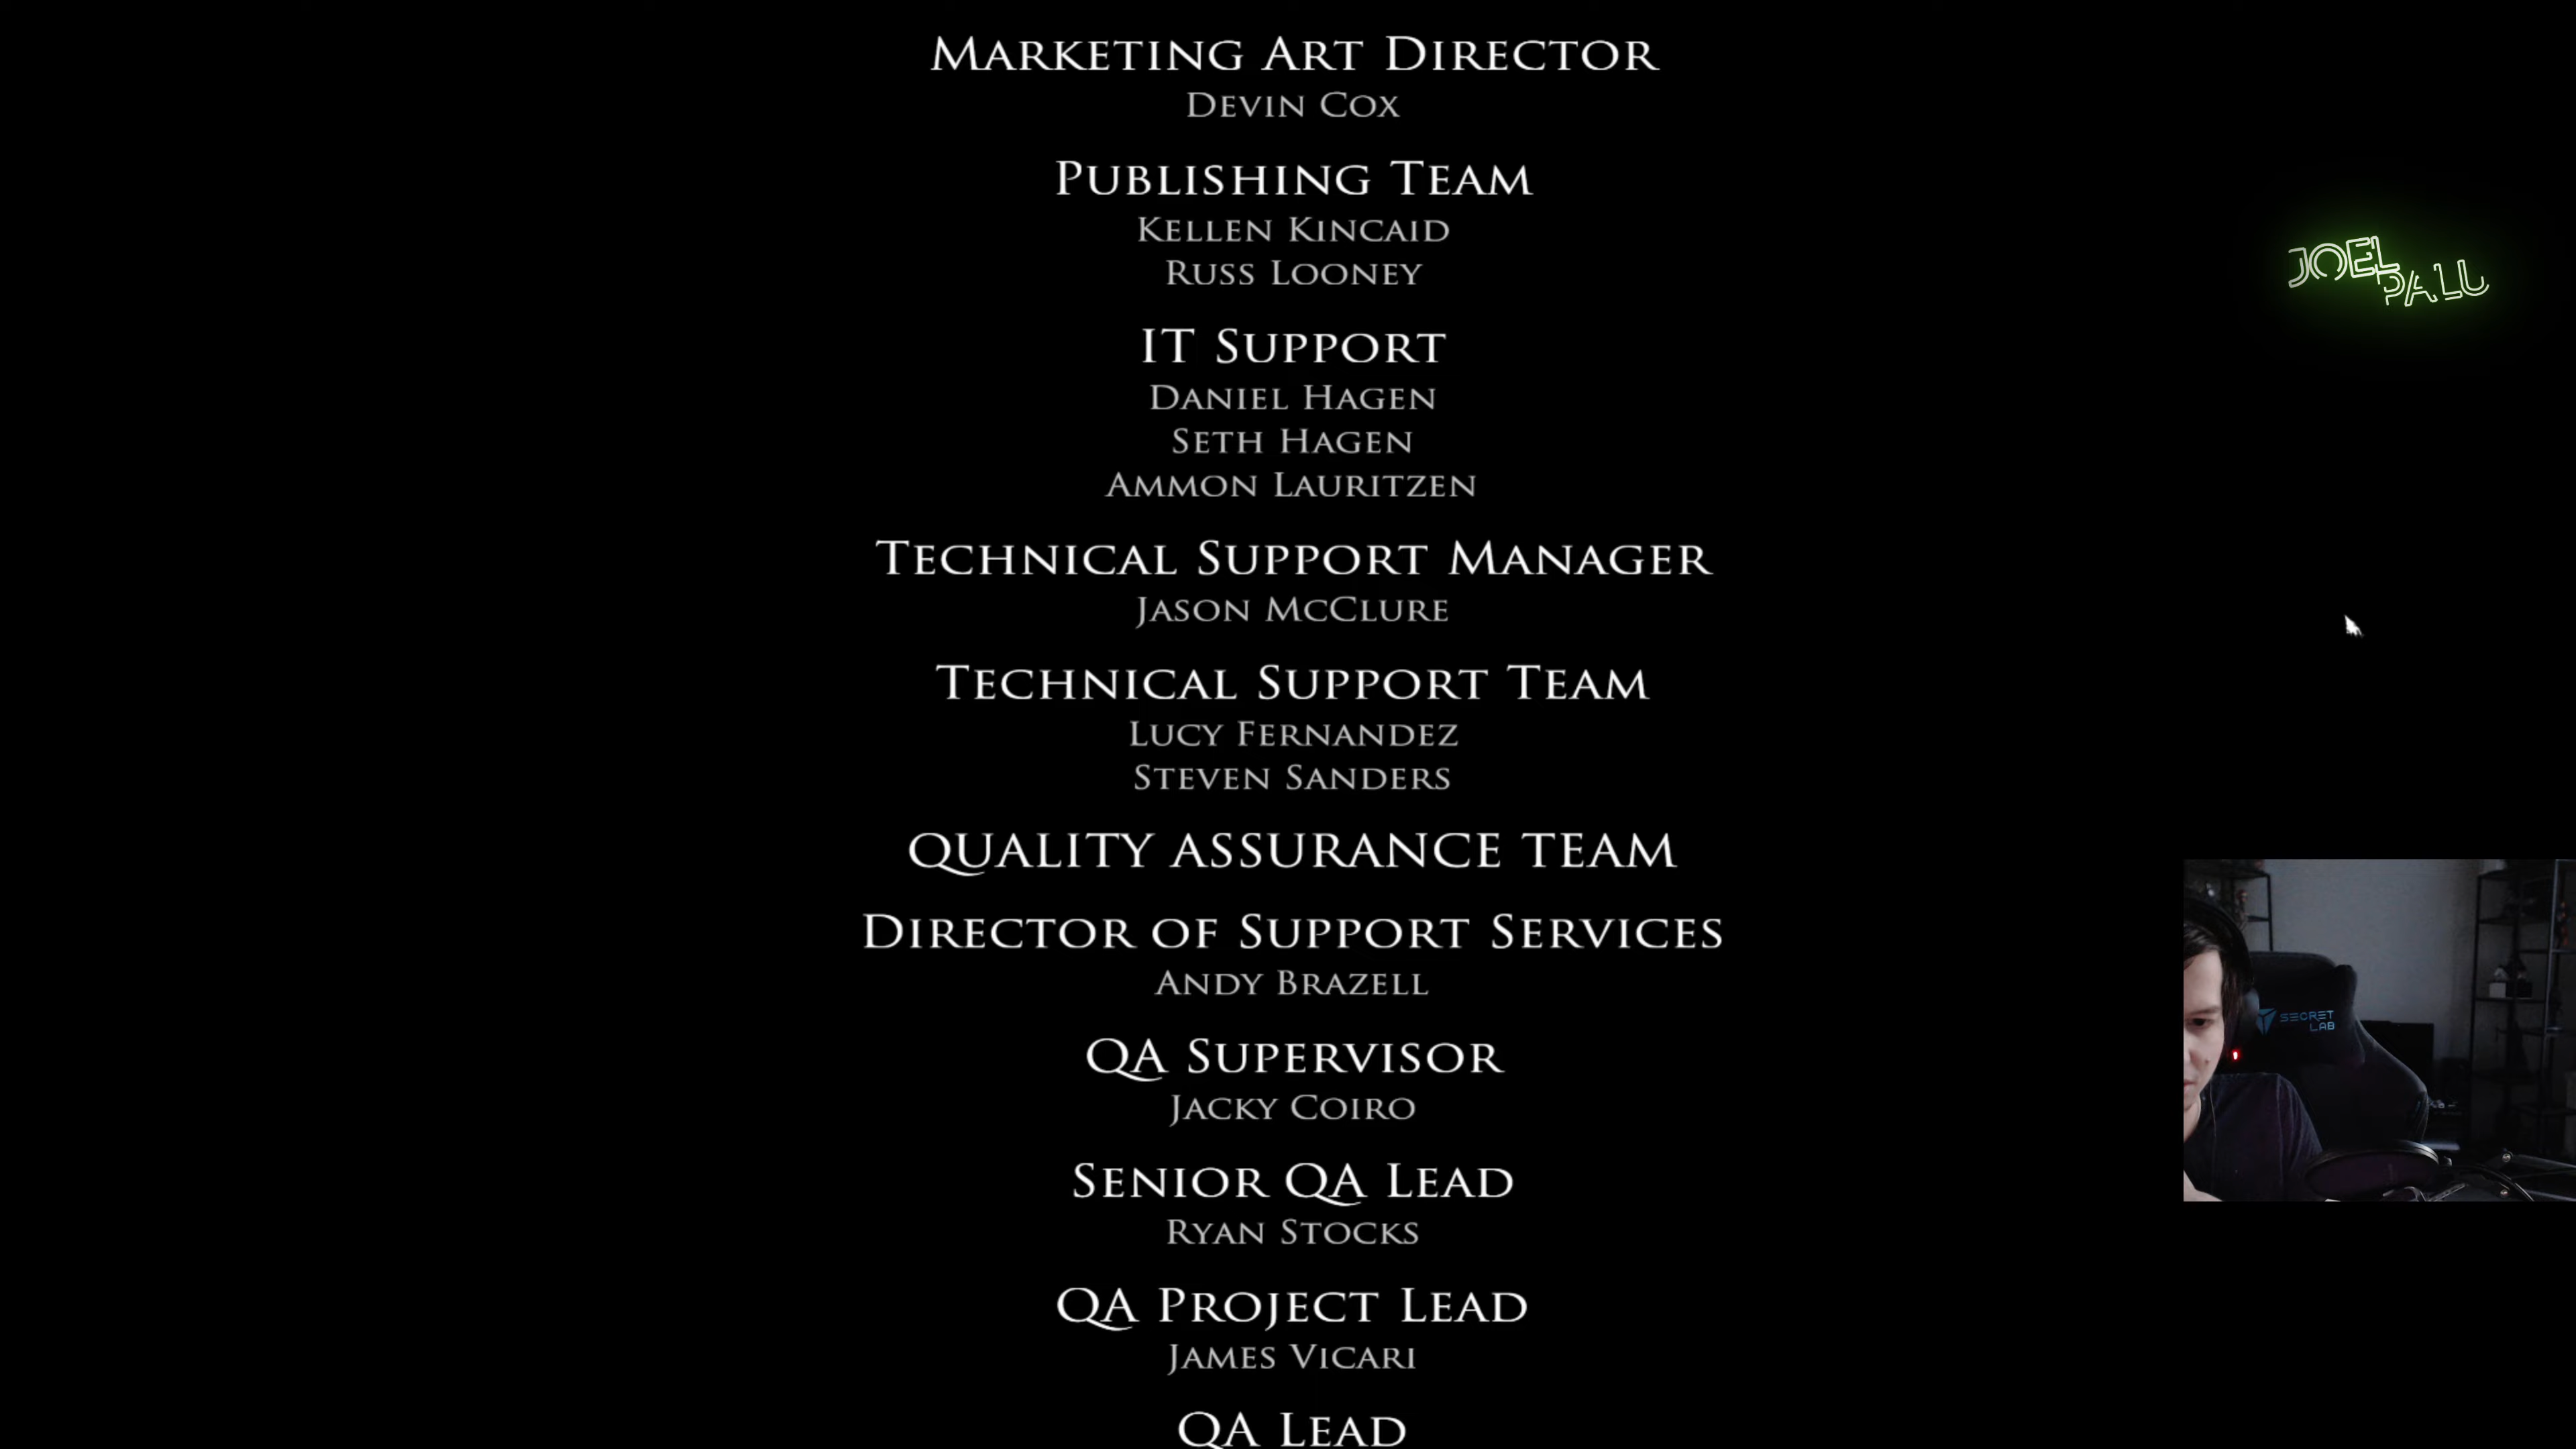 Marketing Art Director
Devin Cox
Publishing Team
Kellen Kincaid
Russ Looney
IT Support
Daniel Hagen
Seth Hagen
Ammon Lauritzen
Technical Support Manager
Jason McClure
Technical Support Team
Lucy Fernandez
Steven Sanders
QUALITY ASSURANCE TEAM
Director of Support Services
Andy Brazell
QA Supervisor
Jacky Coiro
Senior QA Lead
Ryan Stocks
QA Project Lead
James Vicari
QA Lead
JOEL
PALU
SECRET
LAB